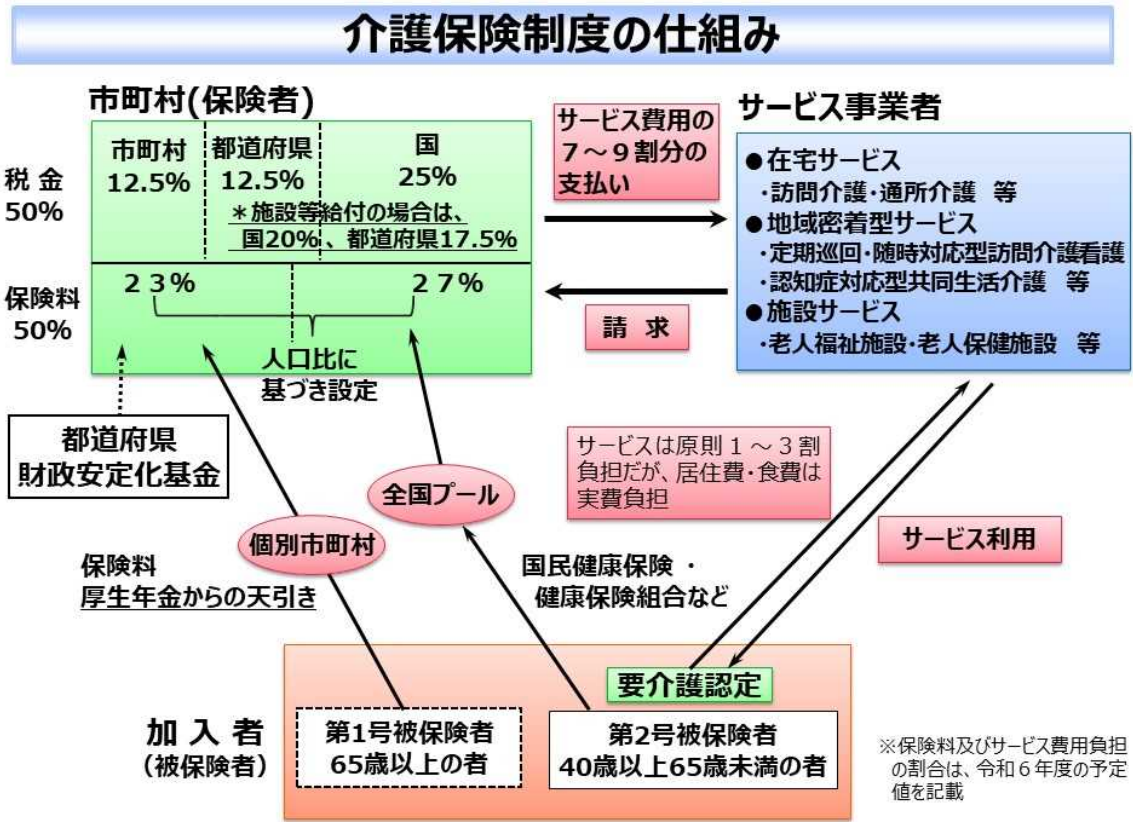 介護保険制度の仕組み
市町村(保険者)
税 金
50%
市町村
12.5%
都道府県
12.5%
国
25%
＊施設等給付の場合は、
国20%、都道府県17.5%
保険料
50%
２３%
２７%
人口比に
基づき設定
サービス費用の
７～９割分の
支払い
請 求
サービス事業者
●在宅サービス
・訪問介護・通所介護 等
●地域密着型サービス
・定期巡回・随時対応型訪問介護看護
・認知症対応型共同生活介護 等
●施設サービス
・老人福祉施設・老人保健施設 等
都道府県
財政安定化基金
全国プール
個別市町村
サービスは原則１～３割
負担だが、居住費・食費は
実費負担
サービス利用
保険料
厚生年金からの天引き
国民健康保険 ・
健康保険組合など
加 入 者
(被保険者)
要介護認定
第1号被保険者
65歳以上の者
第2号被保険者
40歳以上65歳未満の者
※保険料及びサービス費用負担
の割合は、令和６年度の予定
値を記載